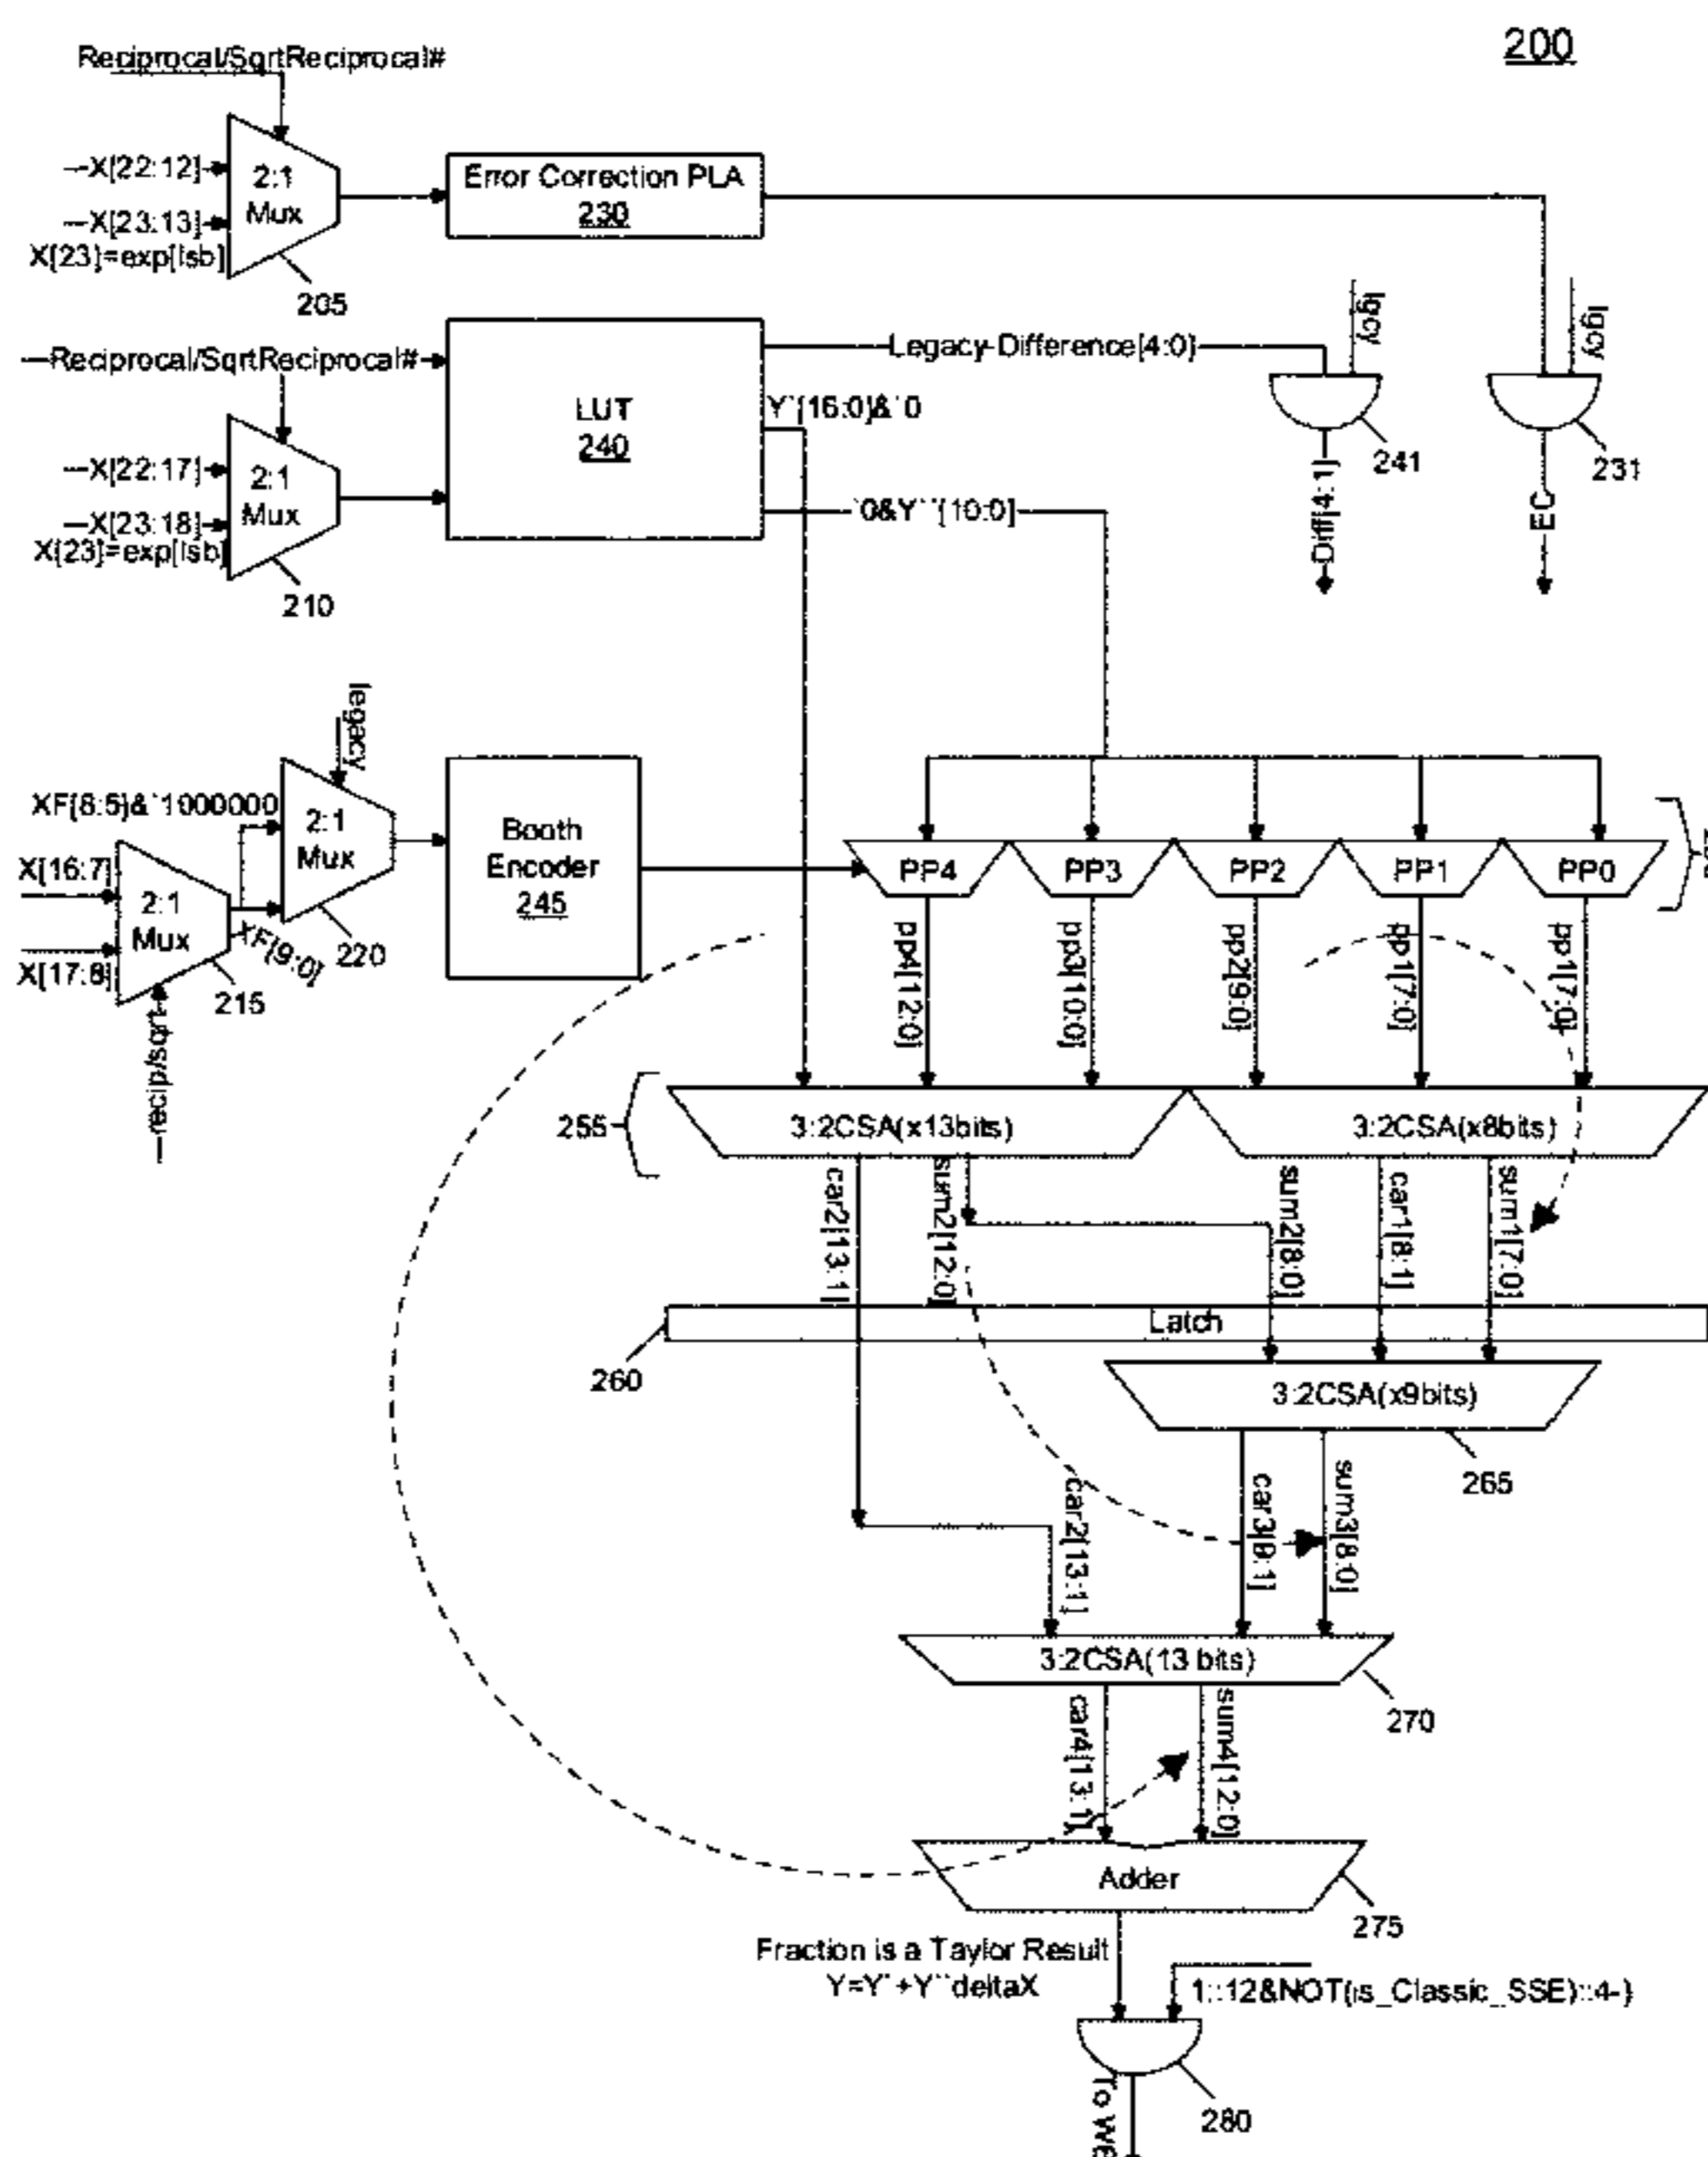 200
Reciprocal/SqrtReciprocal#
X[22:12]
X[23:13]
X[23]=exp[lsb]
2:1
Mux
205
Error Correction PLA
230
lgcy
lgcy
Reciprocal/SqrtReciprocal#
LUT
240
Legacy-Difference[4:0]
Y`[16:0]&`0
`0&Y``[10:0]
241
231
Diff[4:1]
EC
X[22:17]
X[23:18]
X[23]=exp[lsb]
2:1
Mux
210
legacy
XF[8:5]&`1000000
2:1
Mux
220
X[16:7]
X[17:8]
2:1
Mux
XF[9:0]
215
recip/sqrt
Booth
Encoder
245
PP4
PP3
PP2
PP1
PP0
pp4[12:0]
pp3[10:0]
pp2[9:0]
pp1[7:0]
pp1[7:0]
255
3:2CSA(x13bits)
3:2CSA(x8bits)
car2[13:1]
sum2[12:0]
sum2[8:0]
car1[8:1]
sum1[7:0]
Latch
260
3:2CSA(x9bits)
265
car2[13:1]
car3[9:1]
sum3[8:0]
3:2CSA(13 bits)
270
car4[13:1]
sum4[12:0]
Adder
275
Fraction is a Taylor Result
Y=Y`+Y``deltaX
1::12&NOT(is_Classic_SSE)::4-)
280
To WB